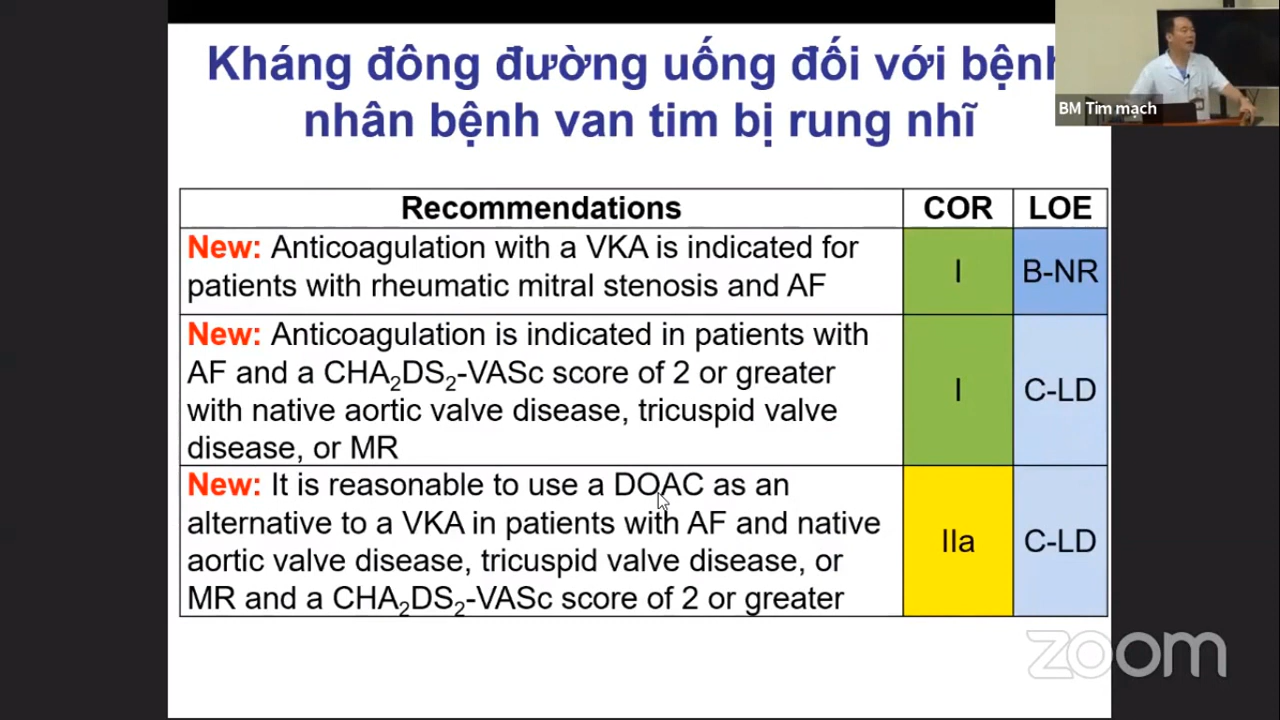 Kháng đông đường uống đối với bệnh
nhân bệnh van tim bị rung nhĩ
BM Tim mạch
Recommendations COR LOE
New: Anticoagulation with a VKA is indicated for
patients with rheumatic mitral stenosis and AF
I B-NR
New: Anticoagulation is indicated in patients with
AF and a CHA₂DS₂-VASc score of 2 or greater
with native aortic valve disease, tricuspid valve
disease, or MR
I C-LD
New: It is reasonable to use a DOAC as an
alternative to a VKA in patients with AF and native
aortic valve disease, tricuspid valve disease, or
MR and a CHA₂DS₂-VASc score of 2 or greater
IIa C-LD
zoom